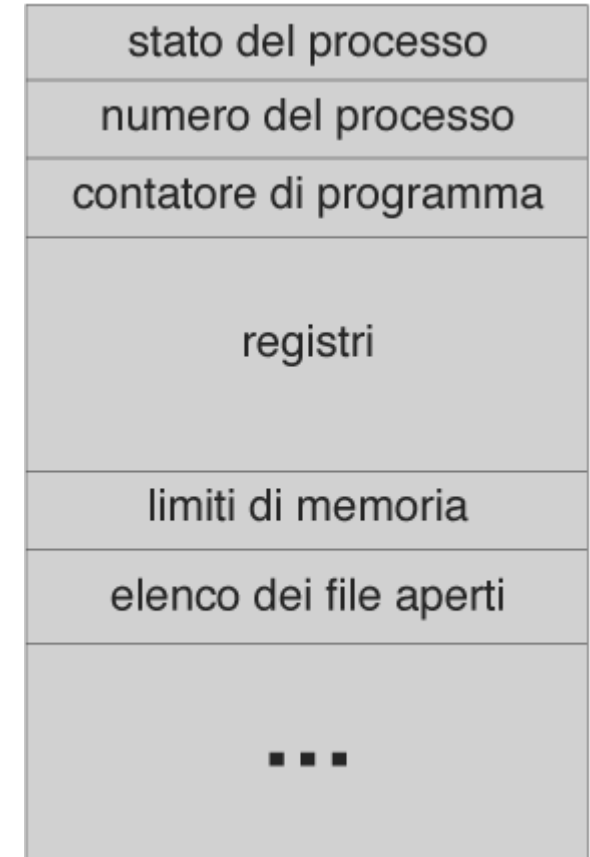 stato del processo
numero del processo
contatore di programma
registri
limiti di memoria
elenco dei file aperti
...